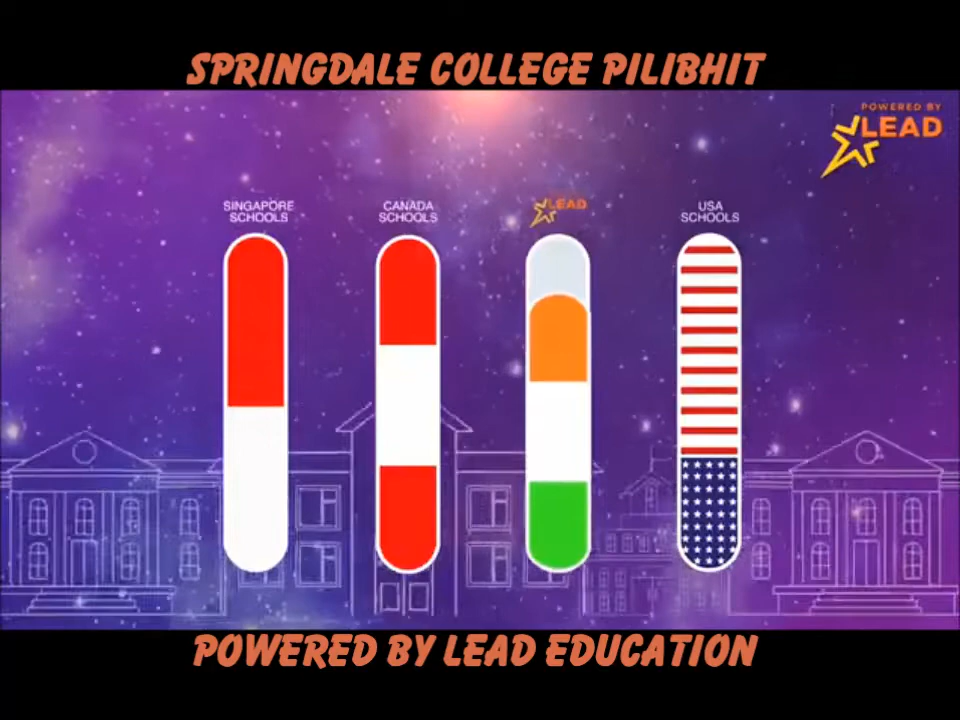 SPRINGDALE COLLEGE PILIBHIT
POWERED BY
LEAD
SINGAPORE
SCHOOLS
CANADA
SCHOOLS
LEAD
USA
SCHOOLS
POWERED BY LEAD EDUCATION